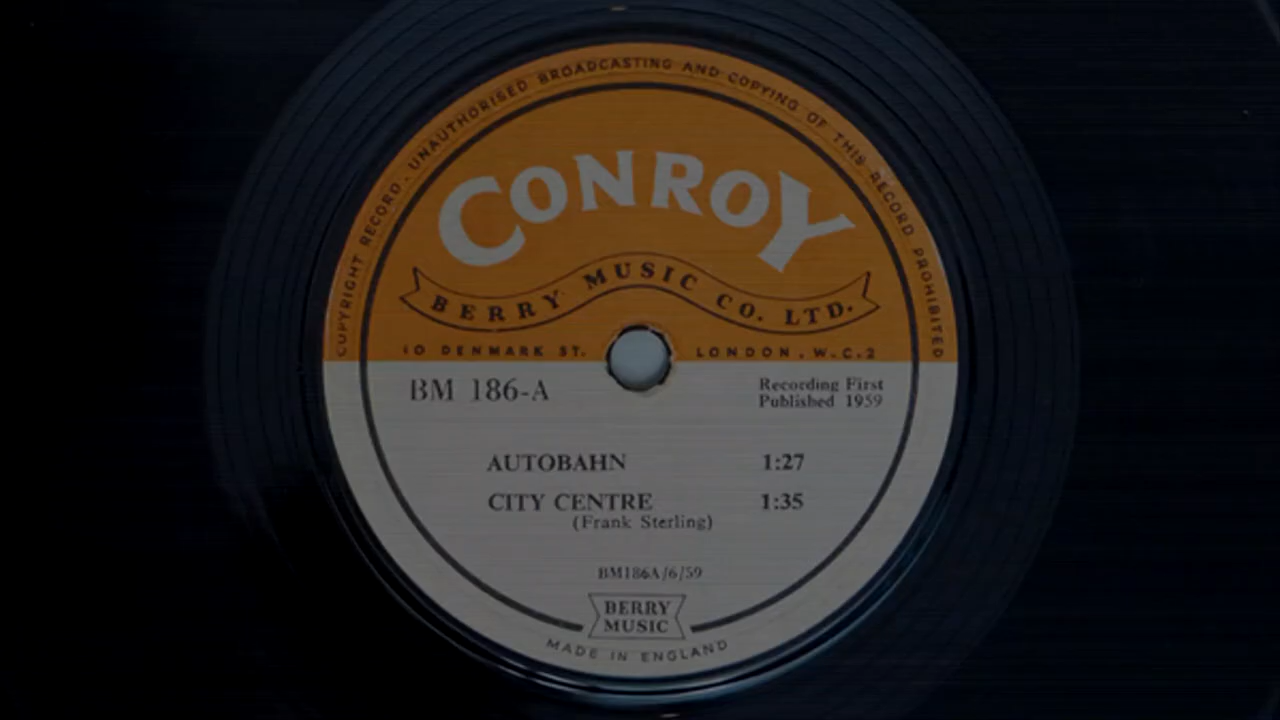 COPYRIGHT RECORD. UNAUTHORISED BROADCASTING AND COPYING OF THIS RECORD PROHIBITED
CONROY
BERRY MUSIC CO. LTD.
10 DENMARK ST. LONDON, W.C.2
BM 186-A
Recording First
Published 1959
AUTOBAHN 1:27
CITY CENTRE 1:35
(Frank Sterling)
BM186A/6/59
BERRY
MUSIC
MADE IN ENGLAND